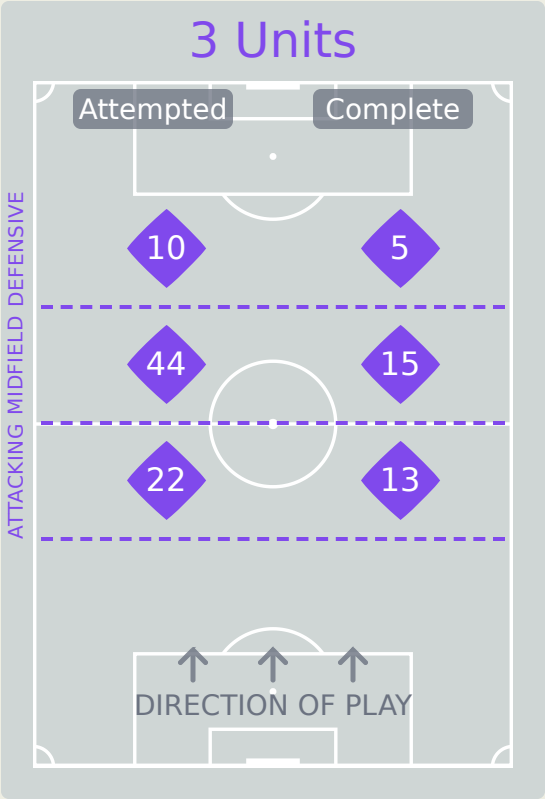 3 Units
Attempted Complete
10 5
44 15
22 13
ATTACKING MIDFIELD DEFENSIVE
DIRECTION OF PLAY